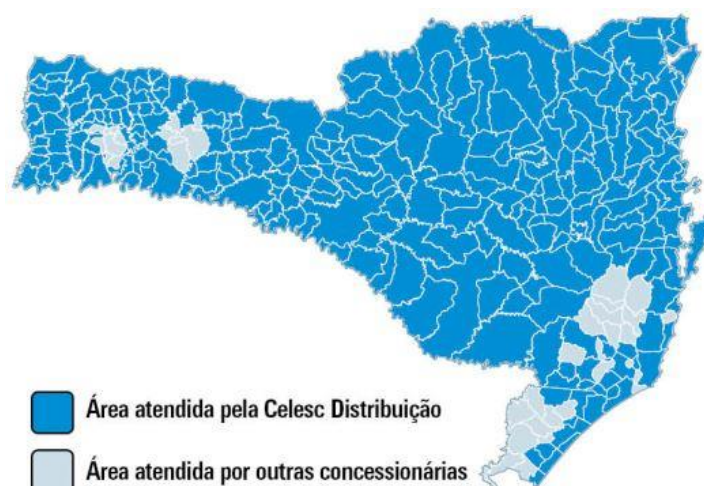 Área atendida pela Celesc Distribuição
Área atendida por outras concessionárias